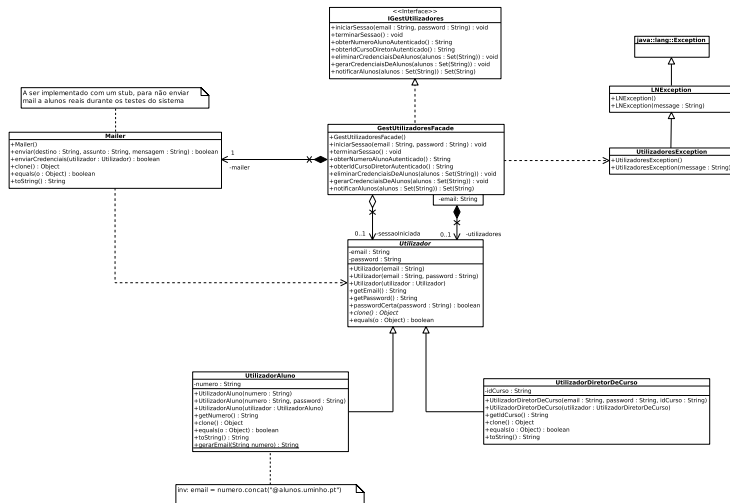 <<Interface>>
IGestUtilizadores
+iniciarSessao(email : String, password : String) : void
+terminarSessao() : void
+obterNumeroAlunoAutenticado() : String
+obterIdCursoDiretorAutenticado() : String
+eliminarCredenciaisDeAlunos(alunos : Set(String)) : void
+gerarCredenciaisDeAlunos(alunos : Set(String)) : void
+notificarAlunos(alunos : Set(String)) : Set(String)
java::lang::Exception
LNException
+LNException()
+LNException(message : String)
A ser implementado com um stub, para não enviar
mail a alunos reais durante os testes do sistema
Mailer
+Mailer()
+enviar(destino : String, assunto : String, mensagem : String) : boolean
+enviarCredenciais(utilizador : Utilizador) : boolean
+clone() : Object
+equals(o : Object) : boolean
+toString() : String
1
-mailer
GestUtilizadoresFacade
+GestUtilizadoresFacade()
+iniciarSessao(email : String, password : String) : void
+terminarSessao() : void
+obterNumeroAlunoAutenticado() : String
+obterIdCursoDiretorAutenticado() : String
+eliminarCredenciaisDeAlunos(alunos : Set(String)) : void
+gerarCredenciaisDeAlunos(alunos : Set(String)) : void
+notificarAlunos(alunos : Set(String)) : Set(String)
-email: String
UtilizadoresException
+UtilizadoresException()
+UtilizadoresException(message : String)
0..1
-sessaoIniciada
0..1
-utilizadores
Utilizador
-email : String
-password : String
+Utilizador(email : String)
+Utilizador(email : String, password : String)
+Utilizador(utilizador : Utilizador)
+getEmail() : String
+getPassword() : String
+passwordCerta(password : String) : boolean
+clone() : Object
+equals(o : Object) : boolean
UtilizadorAluno
-numero : String
+UtilizadorAluno(numero : String)
+UtilizadorAluno(numero : String, password : String)
+UtilizadorAluno(utilizador : UtilizadorAluno)
+getNumero() : String
+clone() : Object
+equals(o : Object) : boolean
+toString() : String
+gerarEmail(String numero) : String
UtilizadorDiretorDeCurso
-idCurso : String
+UtilizadorDiretorDeCurso(email : String, password : String, idCurso : String)
+UtilizadorDiretorDeCurso(utilizador : UtilizadorDiretorDeCurso)
+getIdCurso() : String
+clone() : Object
+equals(o : Object) : boolean
+toString() : String
inv: email = numero.concat("@alunos.uminho.pt")